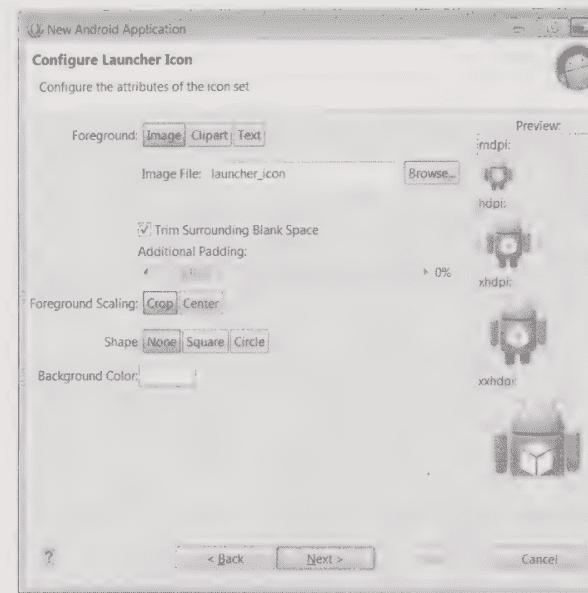 New Android Application
Configure Launcher Icon
Configure the attributes of the icon set
Foreground: Image Clipart Text
Preview:
mdpi:
Image File: launcher_icon Browse...
hdpi:
Trim Surrounding Blank Space
Additional Padding:
0%
xhdpi:
Foreground Scaling: Crop Center
Shape None Square Circle
Background Color:
xxhdpi:
? < Back Next > Cancel